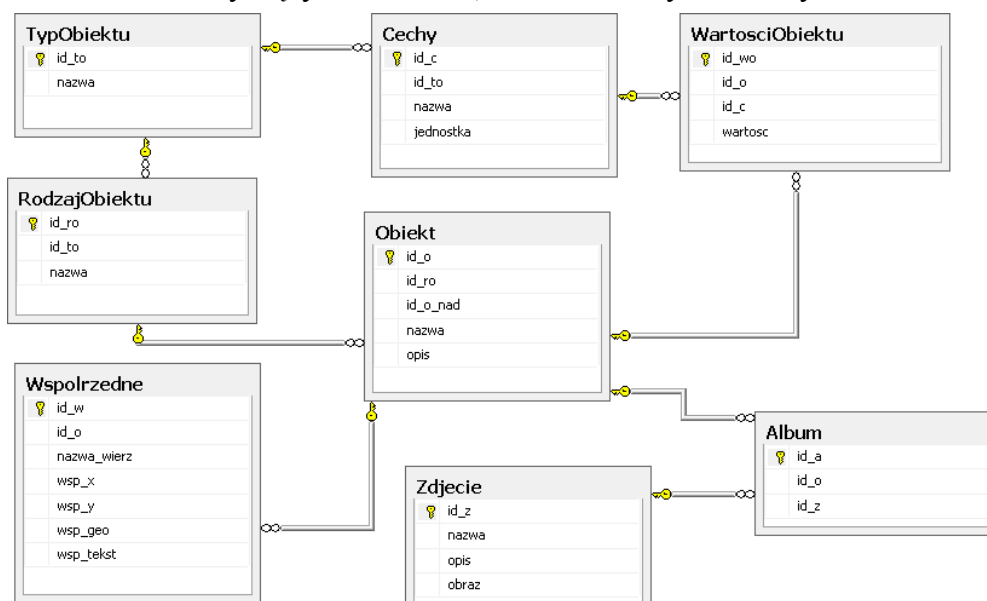 TypObiektu
id_to
nazwa
Cechy
id_c
id_to
nazwa
jednostka
WartosciObiektu
id_wo
id_o
id_c
wartosc
RodzajObiektu
id_ro
id_to
nazwa
Obiekt
id_o
id_ro
id_o_nad
nazwa
opis
Wspolrzedne
id_w
id_o
nazwa_wierz
wsp_x
wsp_y
wsp_geo
wsp_tekst
Zdjecie
id_z
nazwa
opis
obraz
Album
id_a
id_o
id_z